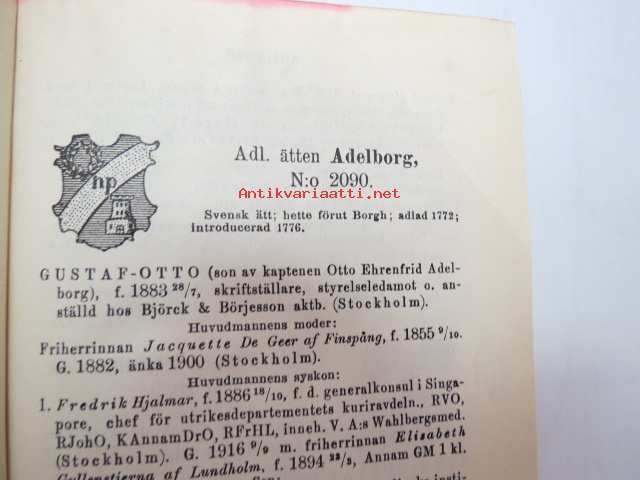 Adl. ätten Adelborg,
N:o 2090.
Antikvariaatti.net
Svensk ätt; hette förut Borgh; adlad 1772;
introducerad 1776.
hp
GUSTAF-OTTO (son av kaptenen Otto Ehrenfrid Adel-
borg), f. 1883 28/7, skriftställare, styrelseledamot o. an-
ställd hos Björck & Börjesson aktb. (Stockholm).
Huvudmannens moder:
Friherrinnan Jacquette De Geer af Finspång, f. 1855 9/10.
G. 1882, änka 1900 (Stockholm).
Huvudmannens syskon:
1. Fredrik Hjalmar, f. 1886 18/10, f. d. generalkonsul i Singa-
pore, chef för utrikesdepartementets kuriravdeln., RVO,
RJohO, KAnnamDrO, RFrHL, inneh. V. A:s Wahlbergsmed.
(Stockholm). G. 1916 9/9 m. friherrinnan Elisabeth
Gyllenstierna af Lundholm, f. 1894 22/3, Annam GM 1 kl.